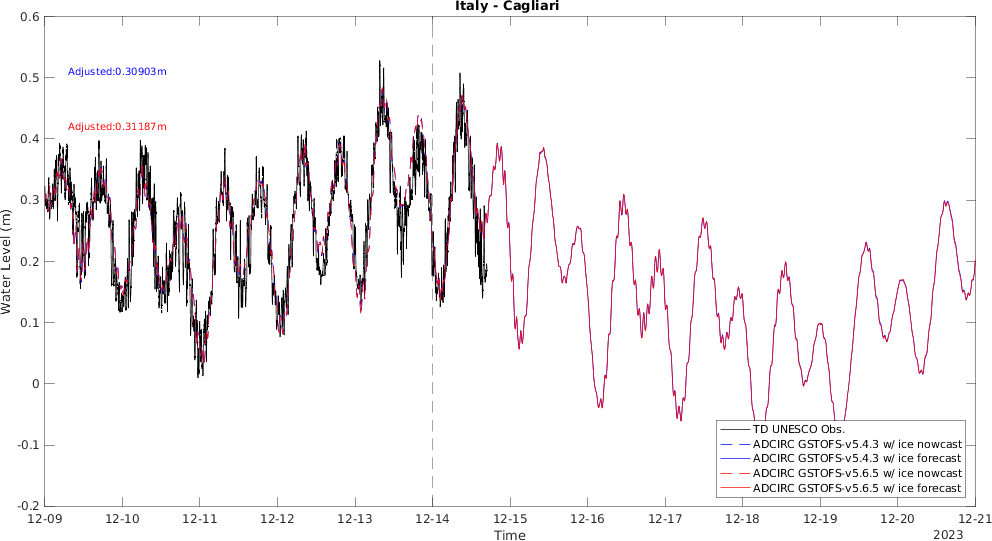 Italy - Cagliari
0.6
0.5
0.4
0.3
0.2
0.1
0
-0.1
-0.2
Water Level (m)
Adjusted:0.30903m
Adjusted:0.31187m
TD UNESCO Obs.
ADCIRC GSTOFS-v5.4.3 w/ ice nowcast
ADCIRC GSTOFS-v5.4.3 w/ ice forecast
ADCIRC GSTOFS-v5.6.5 w/ ice nowcast
ADCIRC GSTOFS-v5.6.5 w/ ice forecast
12-09 12-10 12-11 12-12 12-13 12-14 12-15 12-16 12-17 12-18 12-19 12-20 12-21
Time
2023